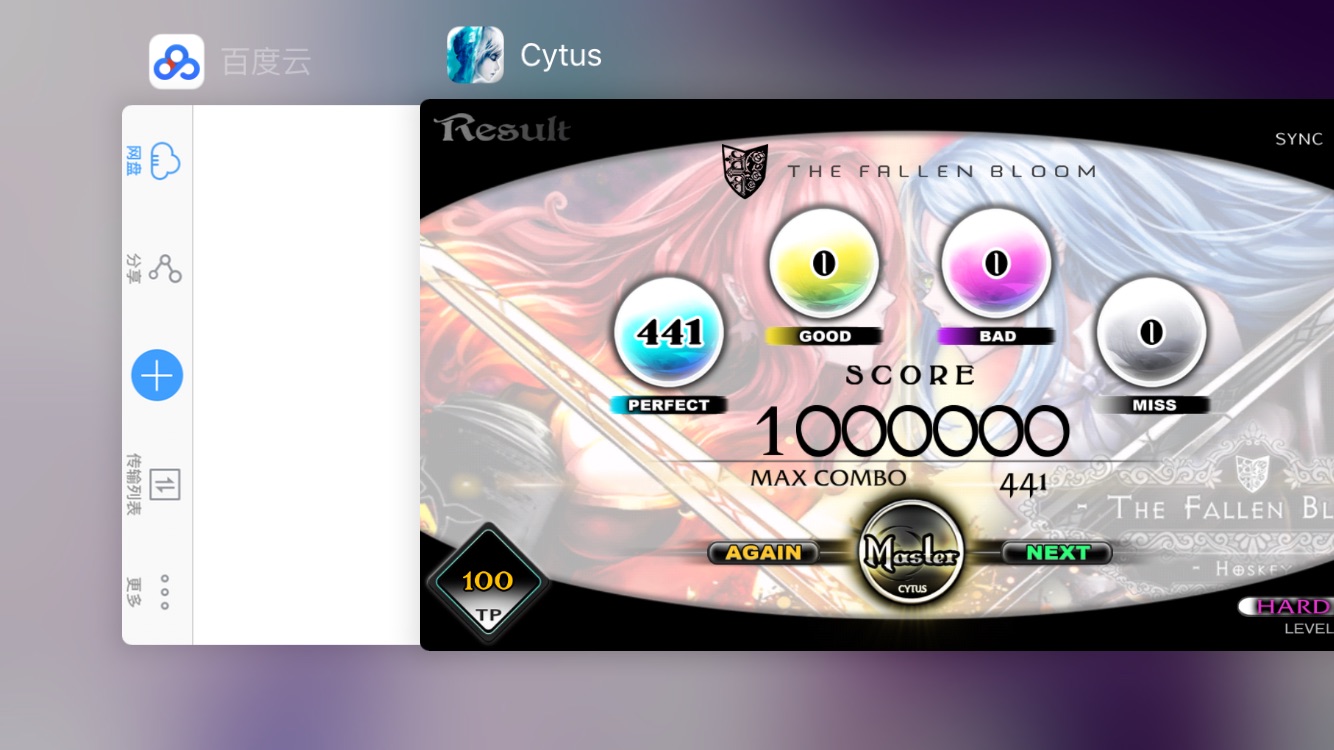 百度云
Cytus
网盘
分享
传输列表
更多
Result
SYNC
THE FALLEN BLOOM
0
GOOD
0
BAD
441
PERFECT
0
MISS
SCORE
1000000
MAX COMBO 441
- THE FALLEN BL
- HOSKEY
AGAIN
Master
CYTUS
NEXT
100
TP
HARD
LEVEL